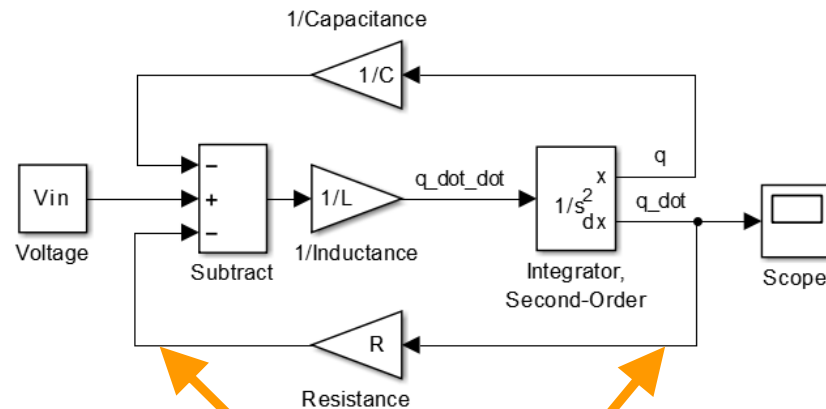 1/Capacitance
1/C
q
Vin
Voltage
−
+
−
Subtract
1/L
1/Inductance
q_dot_dot
x
1/s²
dx
q_dot
Integrator,
Second-Order
Scope
R
Resistance